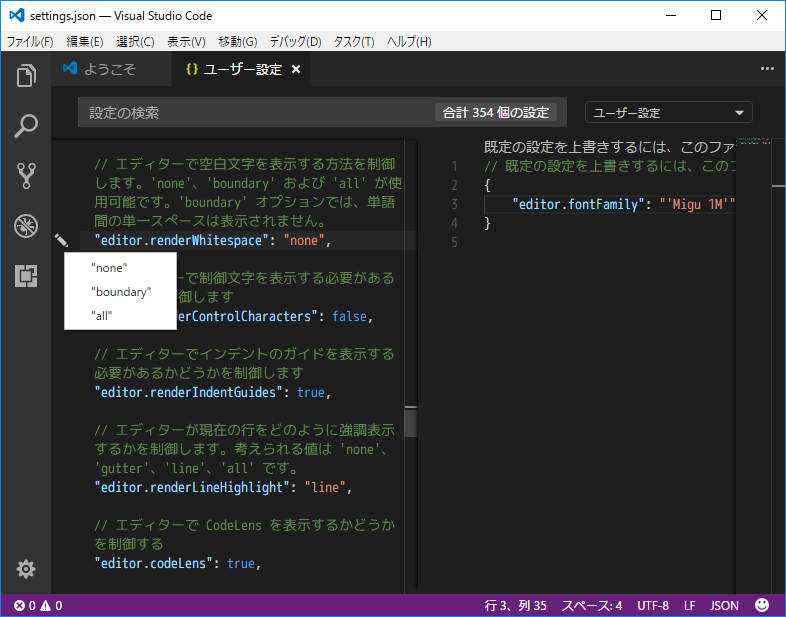 settings.json — Visual Studio Code
ファイル(F) 編集(E) 選択(C) 表示(V) 移動(G) デバッグ(D) タスク(T) ヘルプ(H)
ようこそ
{} ユーザー設定 ×
設定の検索
合計 354 個の設定
ユーザー設定
// エディターで空白文字を表示する方法を制御
します。'none'、'boundary' および 'all' が使
用可能です。'boundary' オプションでは、単語
間の単一スペースは表示されません。
"editor.renderWhitespace": "none",
"none"
"boundary"
"all"
ーで制御文字を表示する必要がある
御します
erControlCharacters": false,
// エディターでインデントのガイドを表示する
必要があるかどうかを制御します
"editor.renderIndentGuides": true,
// エディターが現在の行をどのように強調表示
するかを制御します。考えられる値は 'none'、
'gutter'、'line'、'all' です。
"editor.renderLineHighlight": "line",
// エディターで CodeLens を表示するかどうか
を制御する
"editor.codeLens": true,
既定の設定を上書きするには、このファ
1 // 既定の設定を上書きするには、このフ
2 {
3 "editor.fontFamily": "'Migu 1M'"
4 }
5
0 0
行 3、列 35 スペース: 4 UTF-8 LF JSON